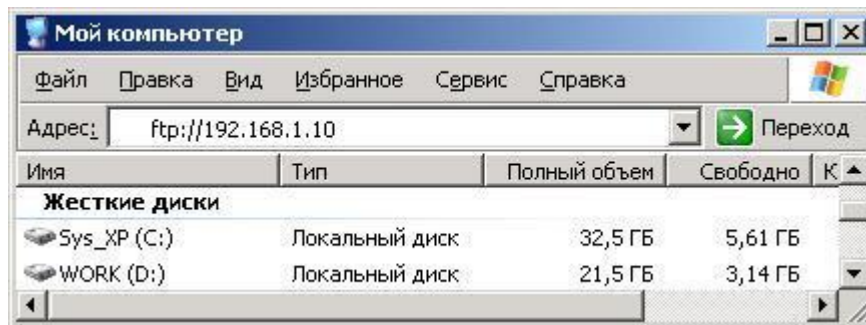 Мой компьютер
Файл Правка Вид Избранное Сервис Справка
Адрес: ftp://192.168.1.10 Переход
Имя Тип Полный объем Свободно К
Жесткие диски
Sys_XP (C:) Локальный диск 32,5 ГБ 5,61 ГБ
WORK (D:) Локальный диск 21,5 ГБ 3,14 ГБ